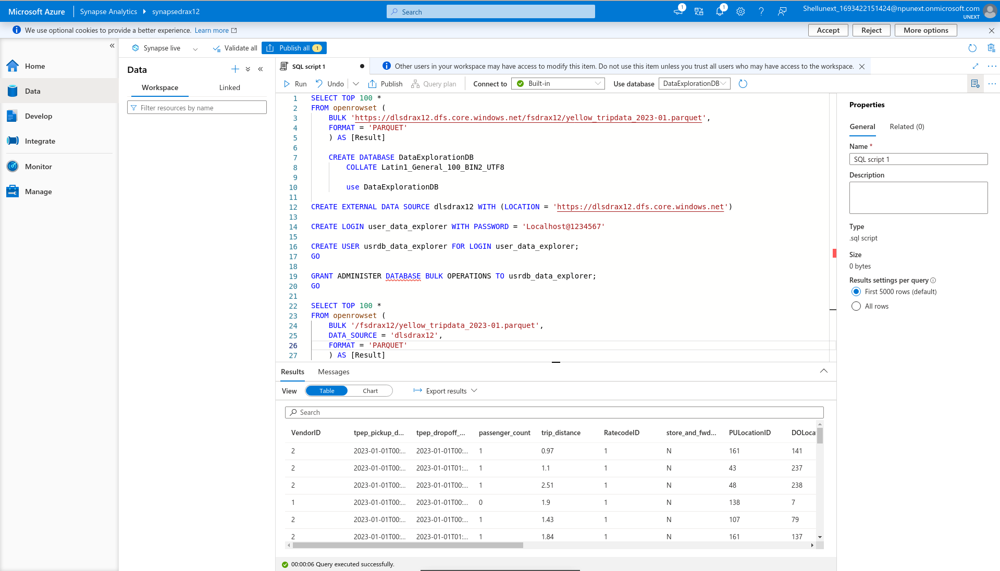 Microsoft Azure
Synapse Analytics
synapsedrax12
Search
1
1
Shellunext_1693422151424@npunext.onmicrosoft.com
UNEXT
We use optional cookies to provide a better experience. Learn more
Accept
Reject
More options
Synapse live
Validate all
Publish all 1
Home
Data
Develop
Integrate
Monitor
Manage
Data
Workspace
Linked
Filter resources by name
SQL script 1
Other users in your workspace may have access to modify this item. Do not use this item unless you trust all users who may have access to the workspace.
Run
Undo
Publish
Query plan
Connect to
Built-in
Use database
DataExplorationDB
1 SELECT TOP 100 *
2 FROM openrowset (
3 BULK 'https://dlsdrax12.dfs.core.windows.net/fsdrax12/yellow_tripdata_2023-01.parquet',
4 FORMAT = 'PARQUET'
5 ) AS [Result]
6
7 CREATE DATABASE DataExplorationDB
8 COLLATE Latin1_General_100_BIN2_UTF8
9
10 use DataExplorationDB
11
12 CREATE EXTERNAL DATA SOURCE dlsdrax12 WITH (LOCATION = 'https://dlsdrax12.dfs.core.windows.net')
13
14 CREATE LOGIN user_data_explorer WITH PASSWORD = 'Localhost@1234567'
15
16 CREATE USER usrdb_data_explorer FOR LOGIN user_data_explorer;
17 GO
18
19 GRANT ADMINISTER DATABASE BULK OPERATIONS TO usrdb_data_explorer;
20 GO
21
22 SELECT TOP 100 *
23 FROM openrowset (
24 BULK '/fsdrax12/yellow_tripdata_2023-01.parquet',
25 DATA_SOURCE = 'dlsdrax12',
26 FORMAT = 'PARQUET'
27 ) AS [Result]
Results
Messages
View
Table
Chart
Export results
Search
VendorID tpep_pickup_d... tpep_dropoff_... passenger_count trip_distance RatecodeID store_and_fwd... PULocationID DOLoca
2 2023-01-01T00:... 2023-01-01T00:... 1 0.97 1 N 161 141
2 2023-01-01T00:... 2023-01-01T01:... 1 1.1 1 N 43 237
2 2023-01-01T00:... 2023-01-01T00:... 1 2.51 1 N 48 238
1 2023-01-01T00:... 2023-01-01T00:... 0 1.9 1 N 138 7
2 2023-01-01T00:... 2023-01-01T00:... 1 1.43 1 N 107 79
2 2023-01-01T00:... 2023-01-01T01:... 1 1.84 1 N 161 137
00:00:06 Query executed successfully.
Properties
General
Related (0)
Name *
SQL script 1
Description
Type
.sql script
Size
0 bytes
Results settings per query
First 5000 rows (default)
All rows